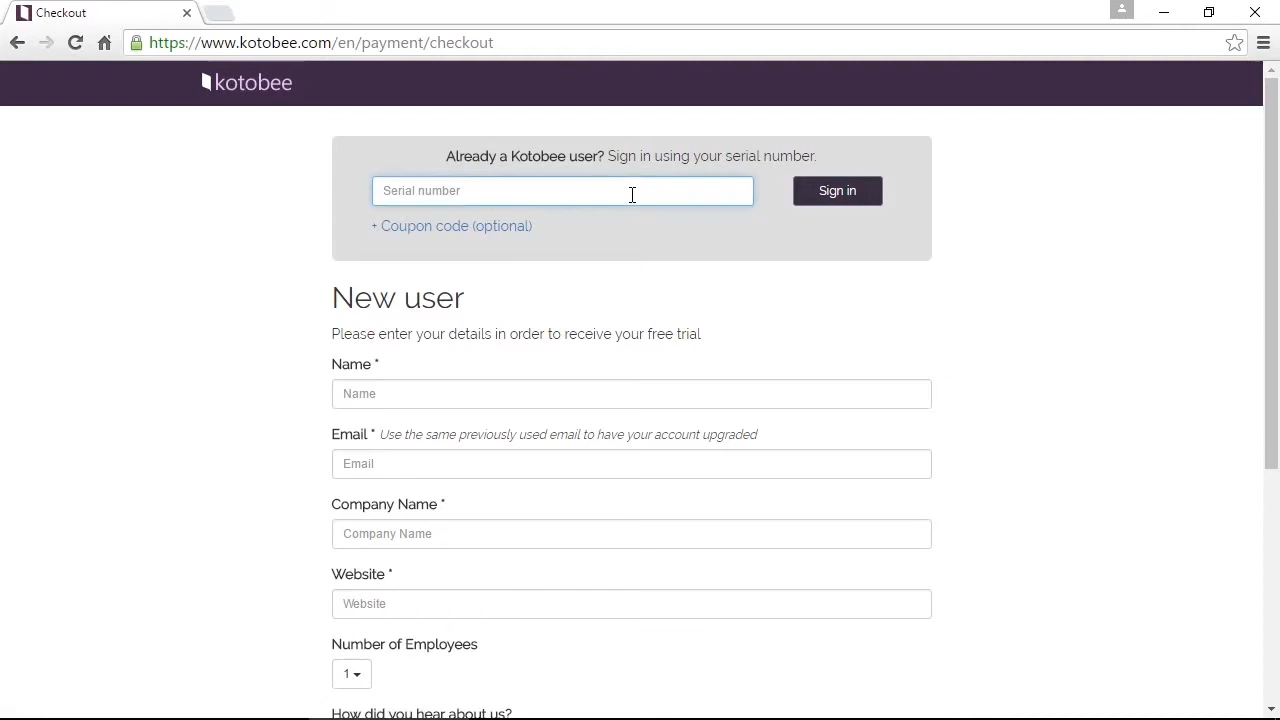 Checkout
https://www.kotobee.com/en/payment/checkout
kotobee
Already a Kotobee user? Sign in using your serial number.
Serial number
Sign in
+ Coupon code (optional)
New user
Please enter your details in order to receive your free trial
Name *
Name
Email * Use the same previously used email to have your account upgraded
Email
Company Name *
Company Name
Website *
Website
Number of Employees
1
How did you hear about us?